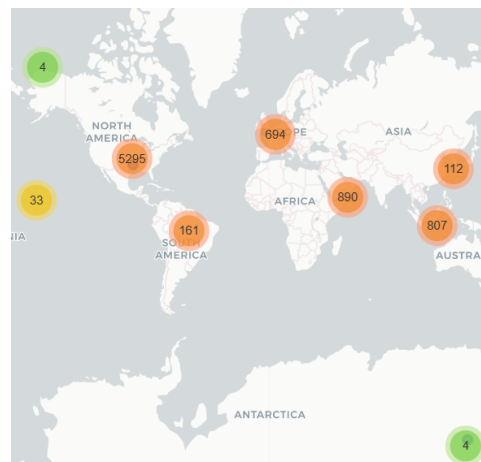 4
NORTH
AMERICA
694
PE
ASIA
5295
112
33
AFRICA
890
161
807
NIA
SOUTH
AMERICA
AUSTRA
ANTARCTICA
4